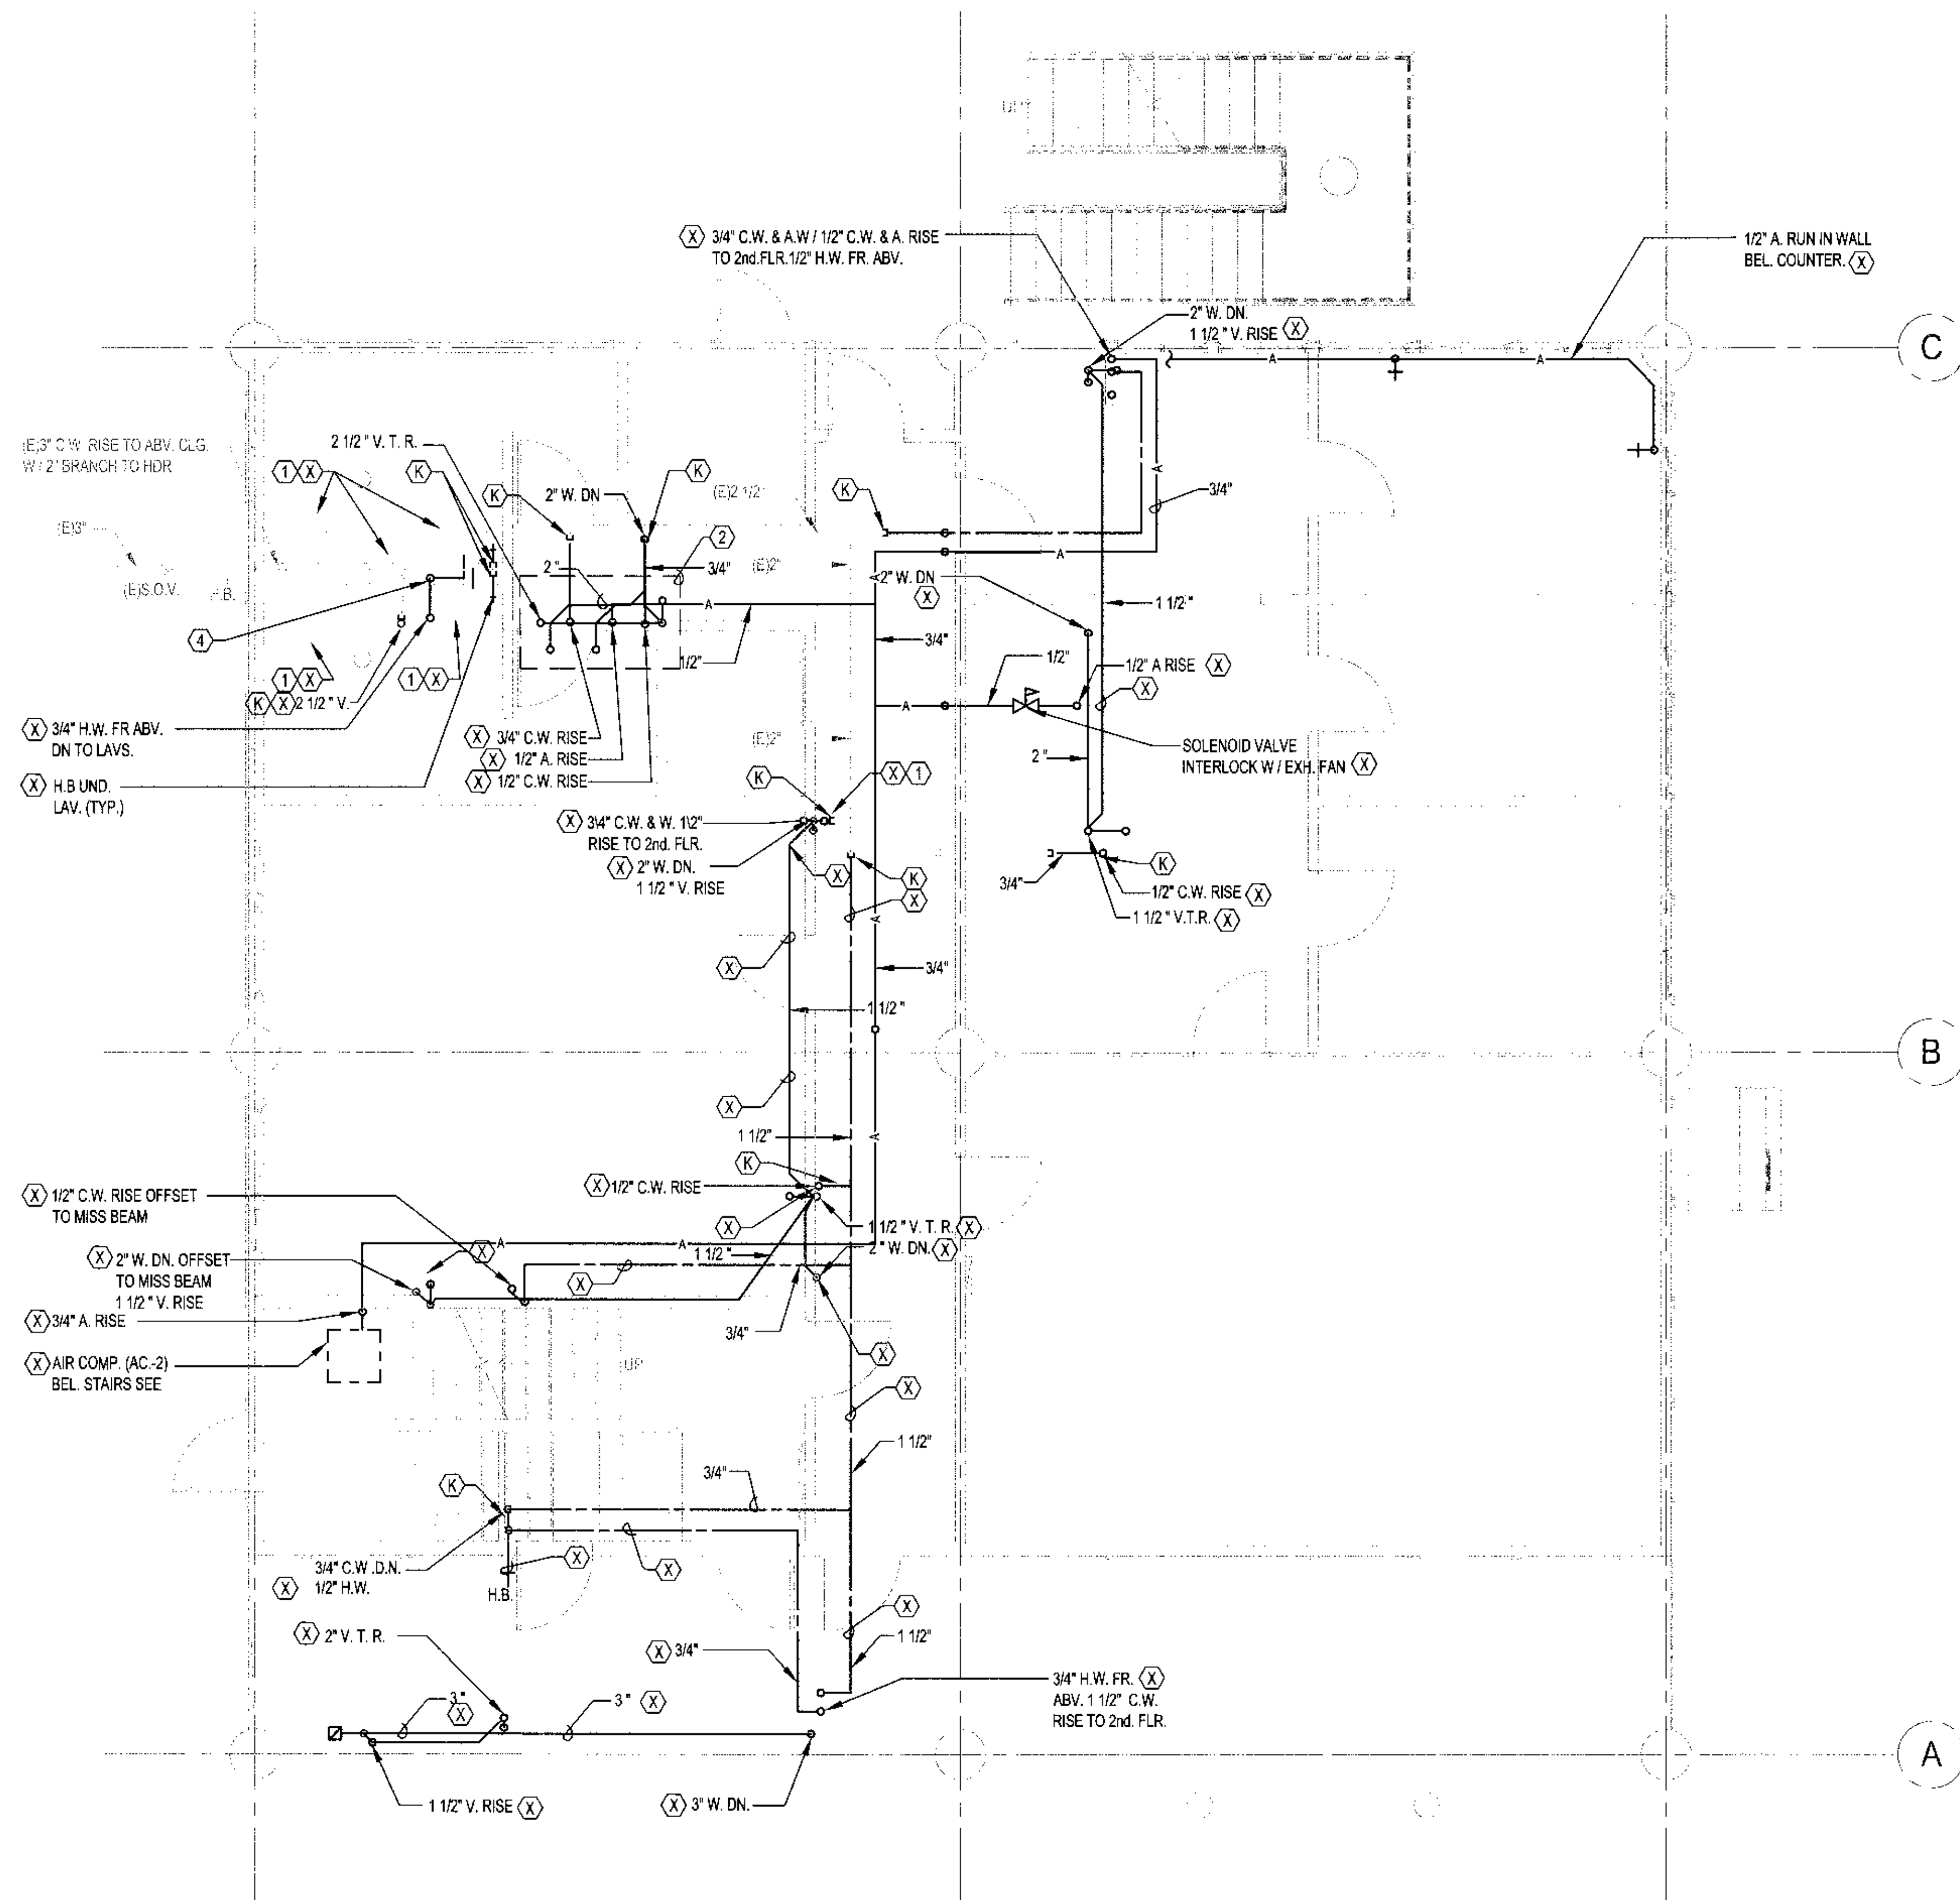 UP
X 3/4" C.W. & A.W / 1/2" C.W. & A. RISE
TO 2nd.FLR.1/2" H.W. FR. ABV.
1/2" A. RUN IN WALL
BEL. COUNTER. X
2" W. DN.
1 1/2" V. RISE X
C
A
A
(E)3" C.W. RISE TO ABV. CLG.
W / 2" BRANCH TO HDR
2 1/2" V. T. R.
1 X
K
K
2" W. DN
K
(E)2 1/2"
K
A
3/4"
(E)3"
2
2 "
3/4"
(E)2"
A
(E)S.O.V.
H.B.
A
2" W. DN
X
A
1 1/2"
4
3/4"
1/2"
1/2"
1/2" A RISE X
X
1 X
1 X
K X 2 1/2" V.
A
X 3/4" H.W. FR ABV.
DN TO LAVS.
X 3/4" C.W. RISE
X 1/2" A. RISE
X 1/2" C.W. RISE
(E)2"
SOLENOID VALVE
INTERLOCK W / EXH. FAN X
2 "
X H.B UND.
LAV. (TYP.)
K
X 1
X 3\4" C.W. & W. 1\2"
RISE TO 2nd. FLR.
X 2" W. DN.
1 1/2 " V. RISE
X
K
X
K
3/4"
1/2" C.W. RISE X
1 1/2 " V.T.R. X
A
X
3/4"
1 1/2 "
B
X
1 1/2"
A
K
X 1/2" C.W. RISE
X 1/2" C.W. RISE OFFSET
TO MISS BEAM
X
1 1/2 " V. T. R. X
2 " W. DN. X
A
A
1 1/2 "
X
X 2" W. DN. OFFSET
TO MISS BEAM
1 1/2 " V. RISE
X
X 3/4" A. RISE
3/4"
X
X AIR COMP. (AC.-2)
BEL. STAIRS SEE
UP
X
1 1/2"
3/4"
K
3/4" C.W .D.N.
X 1/2" H.W.
X
X
H.B.
X
1 1/2"
X 2" V. T. R.
X 3/4"
3/4" H.W. FR. X
ABV. 1 1/2" C.W.
RISE TO 2nd. FLR.
3 "
X
3 " X
A
1 1/2" V. RISE X
X 3" W. DN.